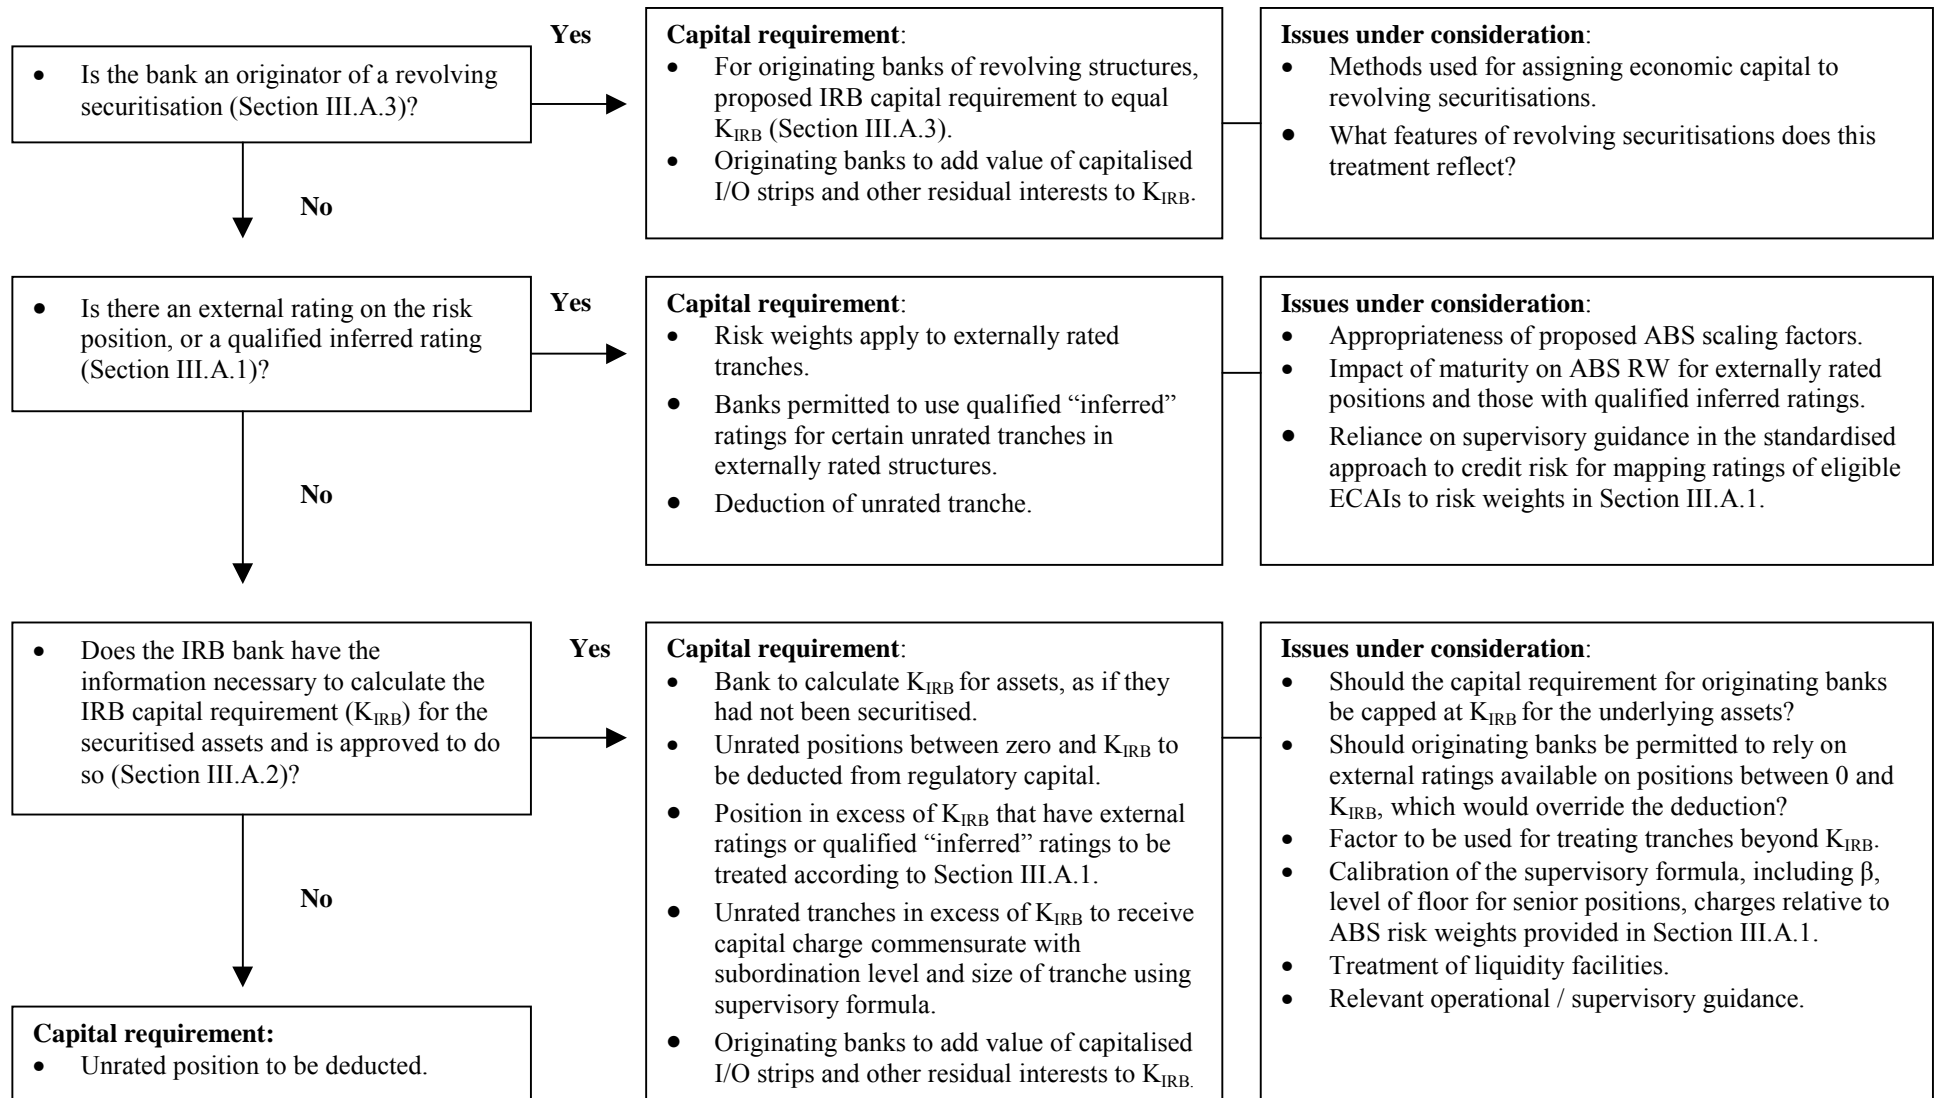 • Is the bank an originator of a revolving
securitisation (Section III.A.3)?
Yes
No
Capital requirement:
• For originating banks of revolving structures,
proposed IRB capital requirement to equal
KIRB (Section III.A.3).
• Originating banks to add value of capitalised
I/O strips and other residual interests to KIRB.
Issues under consideration:
• Methods used for assigning economic capital to
revolving securitisations.
• What features of revolving securitisations does this
treatment reflect?
• Is there an external rating on the risk
position, or a qualified inferred rating
(Section III.A.1)?
Yes
No
Capital requirement:
• Risk weights apply to externally rated
tranches.
• Banks permitted to use qualified “inferred”
ratings for certain unrated tranches in
externally rated structures.
• Deduction of unrated tranche.
Issues under consideration:
• Appropriateness of proposed ABS scaling factors.
• Impact of maturity on ABS RW for externally rated
positions and those with qualified inferred ratings.
• Reliance on supervisory guidance in the standardised
approach to credit risk for mapping ratings of eligible
ECAIs to risk weights in Section III.A.1.
• Does the IRB bank have the
information necessary to calculate the
IRB capital requirement (KIRB) for the
securitised assets and is approved to do
so (Section III.A.2)?
Yes
No
Capital requirement:
• Bank to calculate KIRB for assets, as if they
had not been securitised.
• Unrated positions between zero and KIRB to
be deducted from regulatory capital.
• Position in excess of KIRB that have external
ratings or qualified “inferred” ratings to be
treated according to Section III.A.1.
• Unrated tranches in excess of KIRB to receive
capital charge commensurate with
subordination level and size of tranche using
supervisory formula.
• Originating banks to add value of capitalised
I/O strips and other residual interests to KIRB.
Issues under consideration:
• Should the capital requirement for originating banks
be capped at KIRB for the underlying assets?
• Should originating banks be permitted to rely on
external ratings available on positions between 0 and
KIRB, which would override the deduction?
• Factor to be used for treating tranches beyond KIRB.
• Calibration of the supervisory formula, including β,
level of floor for senior positions, charges relative to
ABS risk weights provided in Section III.A.1.
• Treatment of liquidity facilities.
• Relevant operational / supervisory guidance.
Capital requirement:
• Unrated position to be deducted.